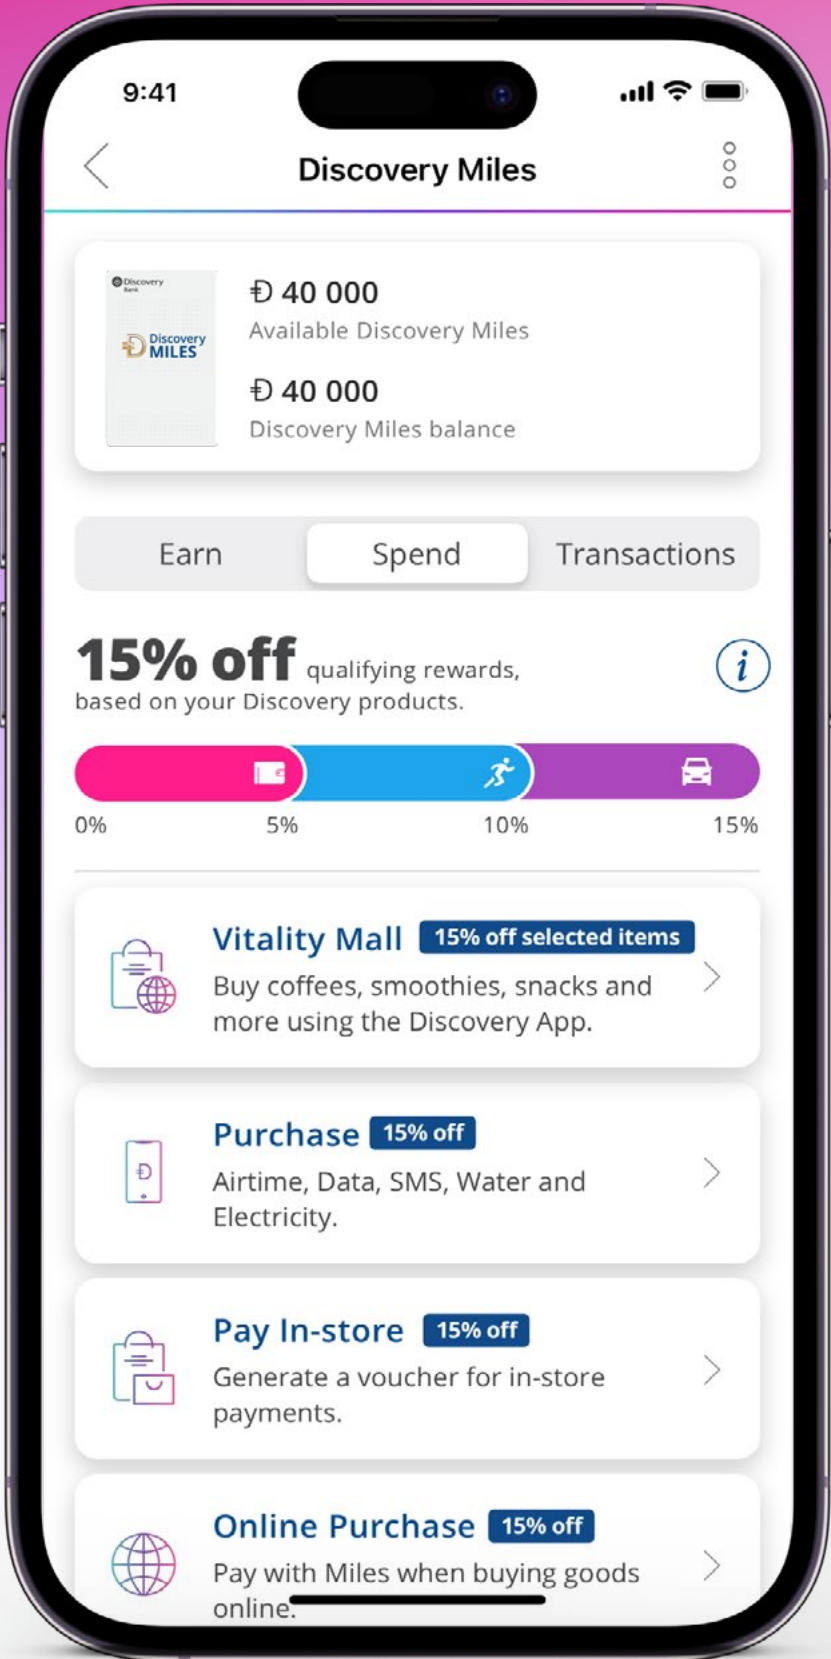 9:41
Discovery Miles
Discovery
Bank
Discovery
MILES
Đ 40 000
Available Discovery Miles
Đ 40 000
Discovery Miles balance
Earn Spend Transactions
15% off qualifying rewards,
based on your Discovery products.
i
0% 5% 10% 15%
Vitality Mall 15% off selected items
Buy coffees, smoothies, snacks and
more using the Discovery App.
Purchase 15% off
Airtime, Data, SMS, Water and
Electricity.
Pay In-store 15% off
Generate a voucher for in-store
payments.
Online Purchase 15% off
Pay with Miles when buying goods
online.